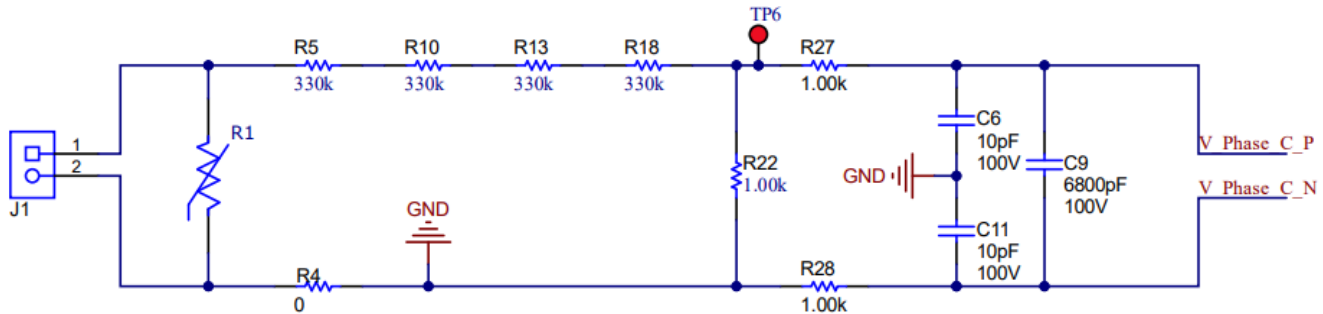 TP6
R5
R10
R13
R18
R27
330k
330k
330k
330k
1.00k
R1
1
2
J1
C6
10pF
100V
V_Phase_C_P
R22
1.00k
GND
C9
6800pF
100V
V_Phase_C_N
GND
C11
10pF
100V
R4
0
R28
1.00k